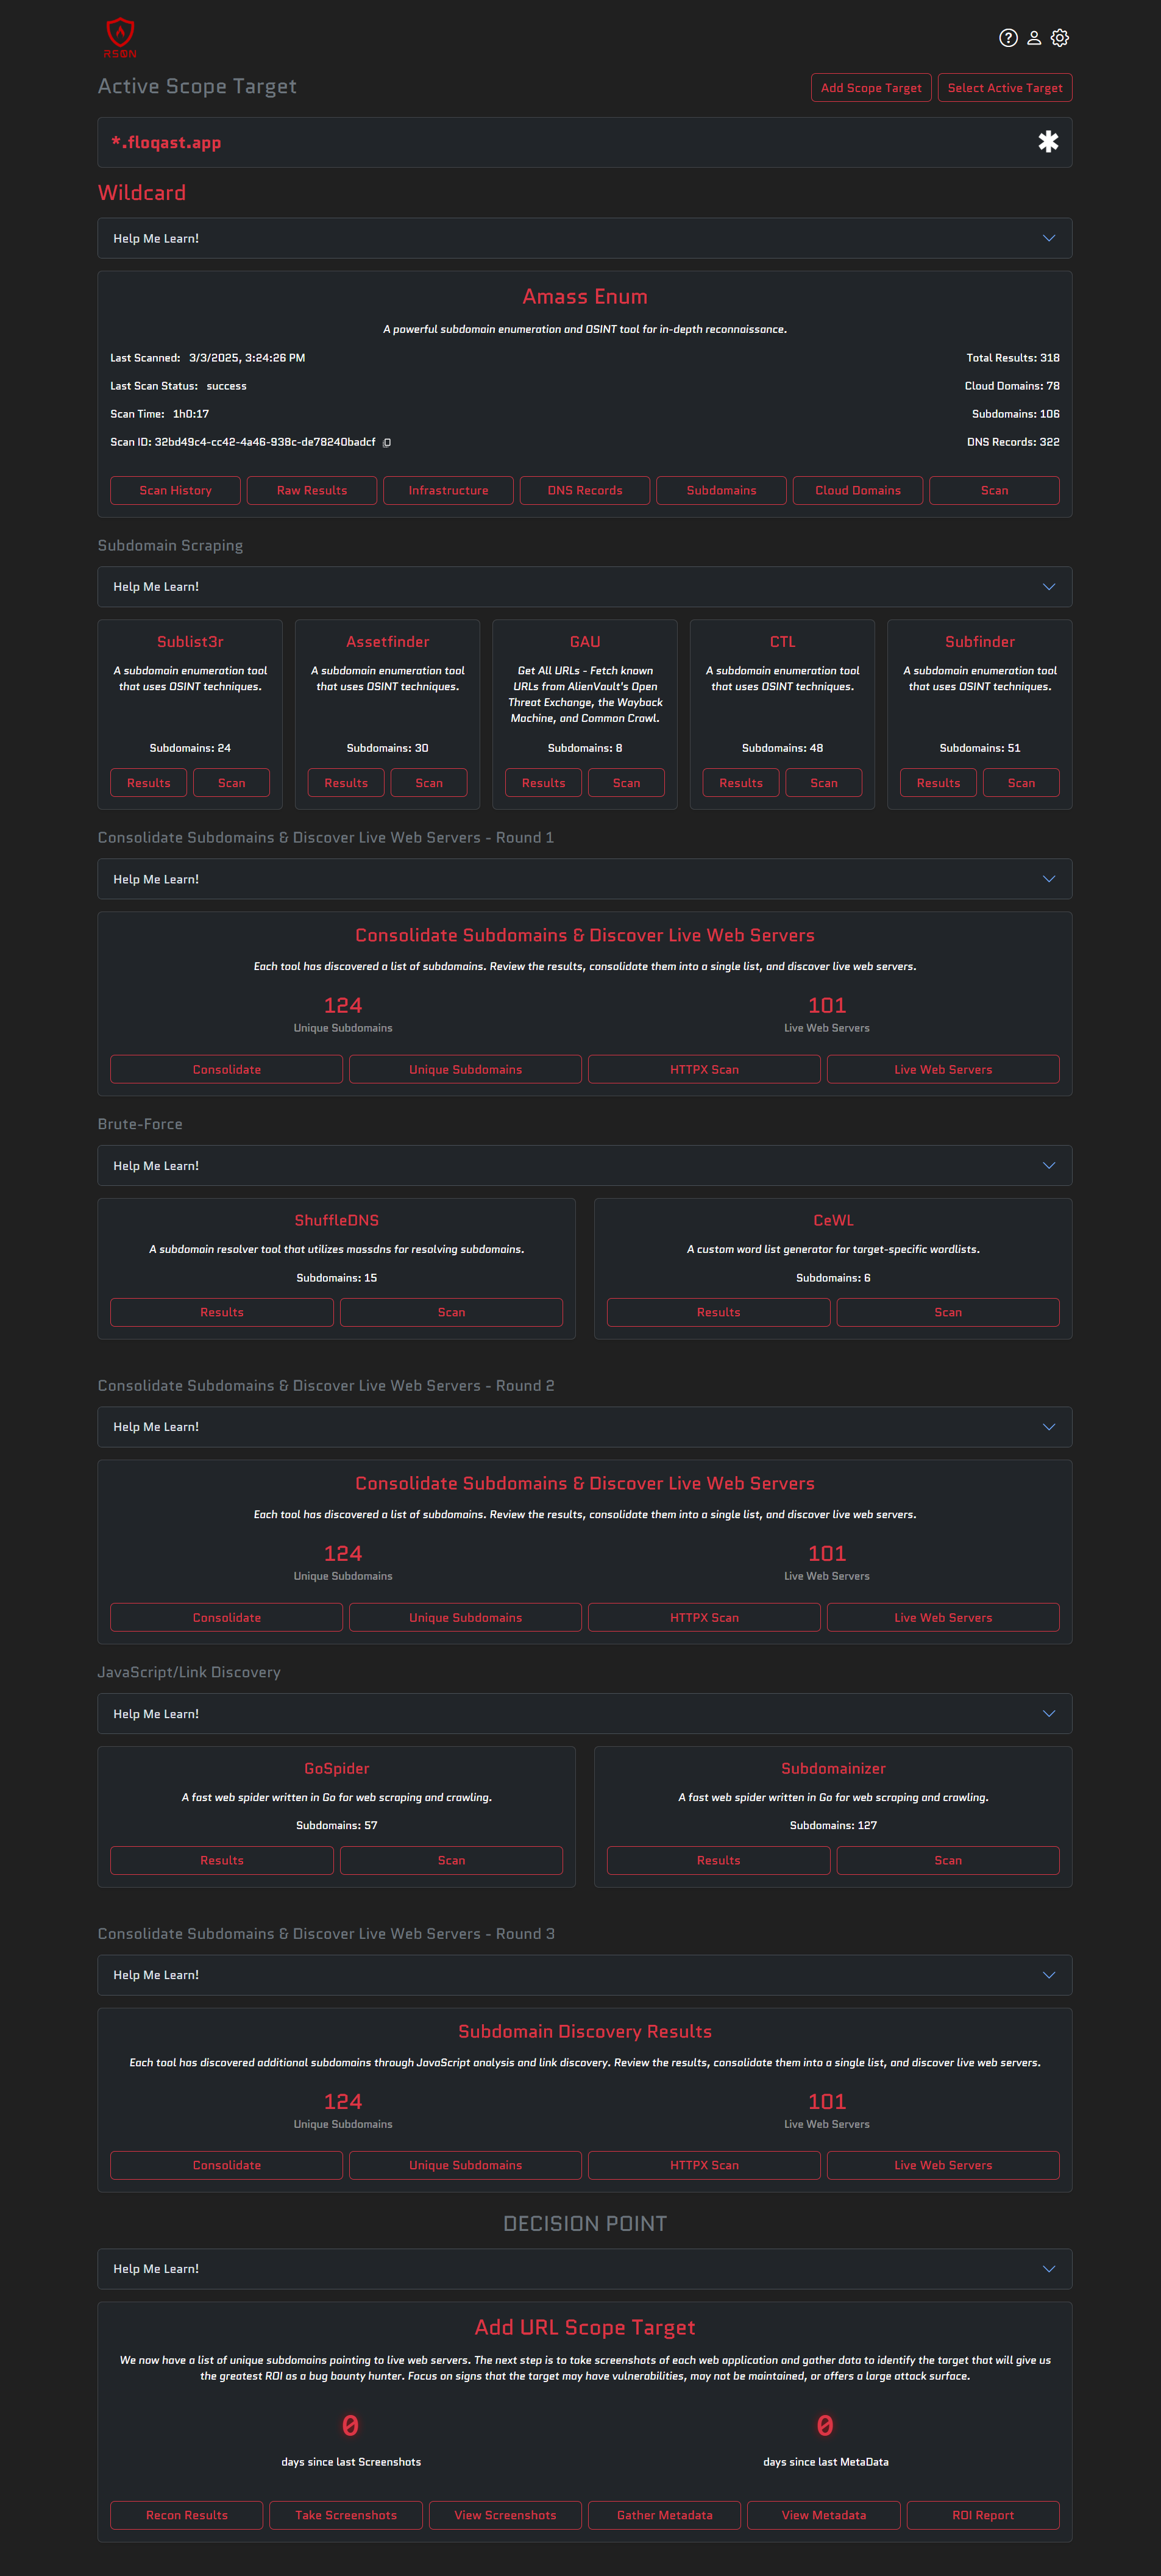 RS0N
Active Scope Target
Add Scope Target
Select Active Target
*.floqast.app
Wildcard
Help Me Learn!
Amass Enum
A powerful subdomain enumeration and OSINT tool for in-depth reconnaissance.
Last Scanned: 3/3/2025, 3:24:26 PM
Total Results: 318
Last Scan Status: success
Cloud Domains: 78
Scan Time: 1h0:17
Subdomains: 106
Scan ID: 32bd49c4-cc42-4a46-938c-de78240badcf
DNS Records: 322
Scan History
Raw Results
Infrastructure
DNS Records
Subdomains
Cloud Domains
Scan
Subdomain Scraping
Help Me Learn!
Sublist3r
A subdomain enumeration tool
that uses OSINT techniques.
Subdomains: 24
Results
Scan
Assetfinder
A subdomain enumeration tool
that uses OSINT techniques.
Subdomains: 30
Results
Scan
GAU
Get All URLs - Fetch known
URLs from AlienVault's Open
Threat Exchange, the Wayback
Machine, and Common Crawl.
Subdomains: 8
Results
Scan
CTL
A subdomain enumeration tool
that uses OSINT techniques.
Subdomains: 48
Results
Scan
Subfinder
A subdomain enumeration tool
that uses OSINT techniques.
Subdomains: 51
Results
Scan
Consolidate Subdomains & Discover Live Web Servers - Round 1
Help Me Learn!
Consolidate Subdomains & Discover Live Web Servers
Each tool has discovered a list of subdomains. Review the results, consolidate them into a single list, and discover live web servers.
124
Unique Subdomains
101
Live Web Servers
Consolidate
Unique Subdomains
HTTPX Scan
Live Web Servers
Brute-Force
Help Me Learn!
ShuffleDNS
A subdomain resolver tool that utilizes massdns for resolving subdomains.
Subdomains: 15
Results
Scan
CeWL
A custom word list generator for target-specific wordlists.
Subdomains: 6
Results
Scan
Consolidate Subdomains & Discover Live Web Servers - Round 2
Help Me Learn!
Consolidate Subdomains & Discover Live Web Servers
Each tool has discovered a list of subdomains. Review the results, consolidate them into a single list, and discover live web servers.
124
Unique Subdomains
101
Live Web Servers
Consolidate
Unique Subdomains
HTTPX Scan
Live Web Servers
JavaScript/Link Discovery
Help Me Learn!
GoSpider
A fast web spider written in Go for web scraping and crawling.
Subdomains: 57
Results
Scan
Subdomainizer
A fast web spider written in Go for web scraping and crawling.
Subdomains: 127
Results
Scan
Consolidate Subdomains & Discover Live Web Servers - Round 3
Help Me Learn!
Subdomain Discovery Results
Each tool has discovered additional subdomains through JavaScript analysis and link discovery. Review the results, consolidate them into a single list, and discover live web servers.
124
Unique Subdomains
101
Live Web Servers
Consolidate
Unique Subdomains
HTTPX Scan
Live Web Servers
DECISION POINT
Help Me Learn!
Add URL Scope Target
We now have a list of unique subdomains pointing to live web servers. The next step is to take screenshots of each web application and gather data to identify the target that will give us
the greatest ROI as a bug bounty hunter. Focus on signs that the target may have vulnerabilities, may not be maintained, or offers a large attack surface.
0
days since last Screenshots
0
days since last MetaData
Recon Results
Take Screenshots
View Screenshots
Gather Metadata
View Metadata
ROI Report